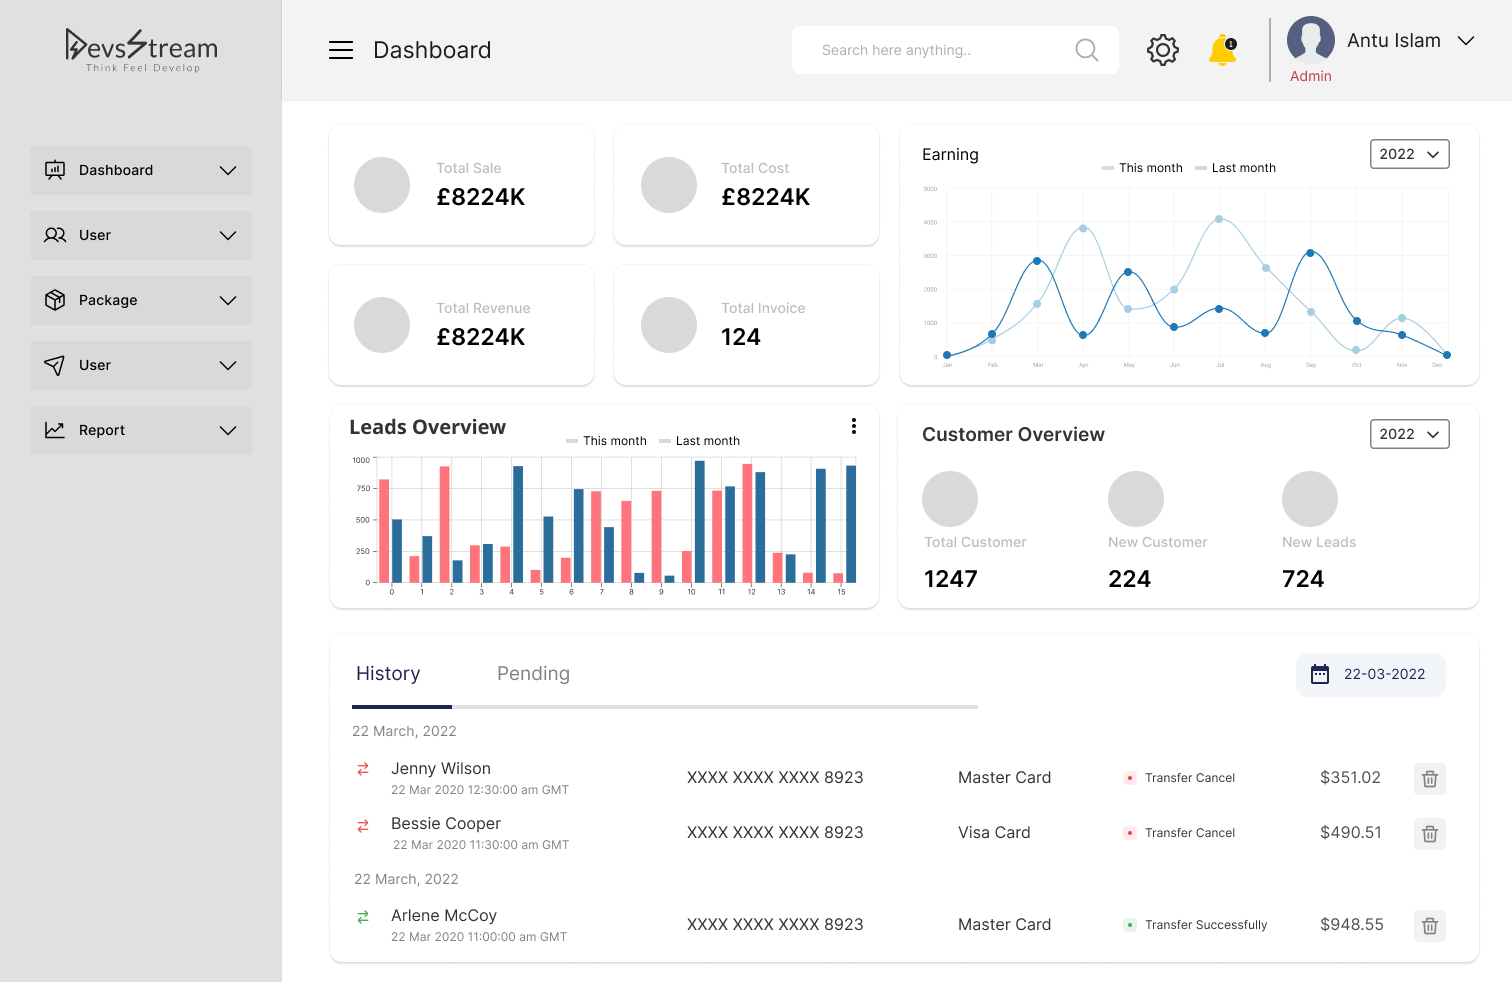 DevsStream
Think Feel Develop
Dashboard
Search here anything..
1
Antu Islam
Admin
Dashboard
User
Package
User
Report
Total Sale
£8224K
Total Cost
£8224K
Total Revenue
£8224K
Total Invoice
124
Earning
This month Last month
2022
5000
4000
3000
2000
1000
0
Jan Feb Mar Apr May Jun Jul Aug Sep Oct Nov Dec
Leads Overview
This month Last month
1000
750
500
250
0
0 1 2 3 4 5 6 7 8 9 10 11 12 13 14 15
Customer Overview
2022
Total Customer
1247
New Customer
224
New Leads
724
History Pending
22-03-2022
22 March, 2022
Jenny Wilson XXXX XXXX XXXX 8923 Master Card Transfer Cancel $351.02
22 Mar 2020 12:30:00 am GMT
Bessie Cooper XXXX XXXX XXXX 8923 Visa Card Transfer Cancel $490.51
22 Mar 2020 11:30:00 am GMT
22 March, 2022
Arlene McCoy XXXX XXXX XXXX 8923 Master Card Transfer Successfully $948.55
22 Mar 2020 11:00:00 am GMT